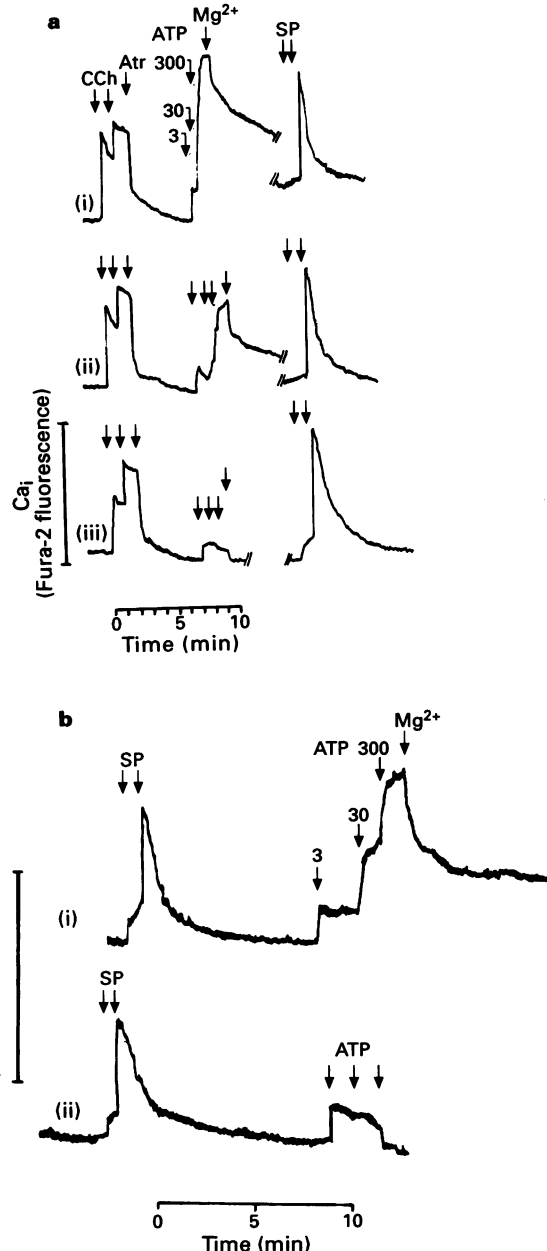 a
Mg²⁺
ATP
SP
CCh
Atr
300
30
3
(i)
(ii)
(iii)
Caᵢ
(Fura-2 fluorescence)
0 5 10
Time (min)
b
Mg²⁺
ATP 300
SP
30
3
(i)
SP
ATP
(ii)
0 5 10
Time (min)